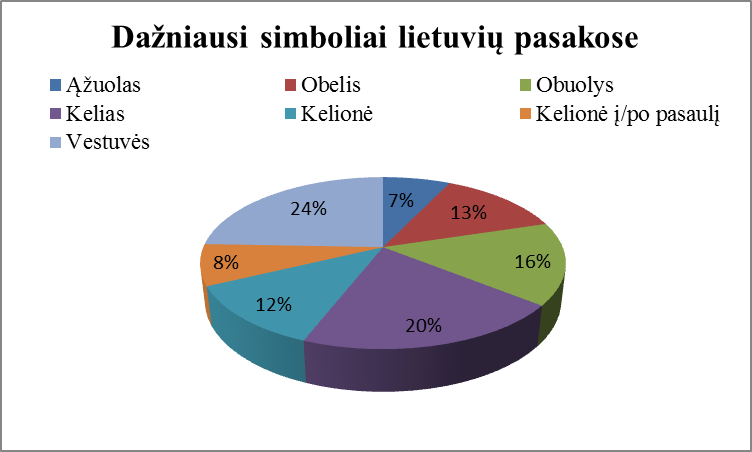 Dažniausi simboliai lietuvių pasakose
Ąžuolas Obelis Obuolys
Kelias Kelionė Kelionė į/po pasaulį
Vestuvės
24% 7% 13%
8% 16%
12% 20%